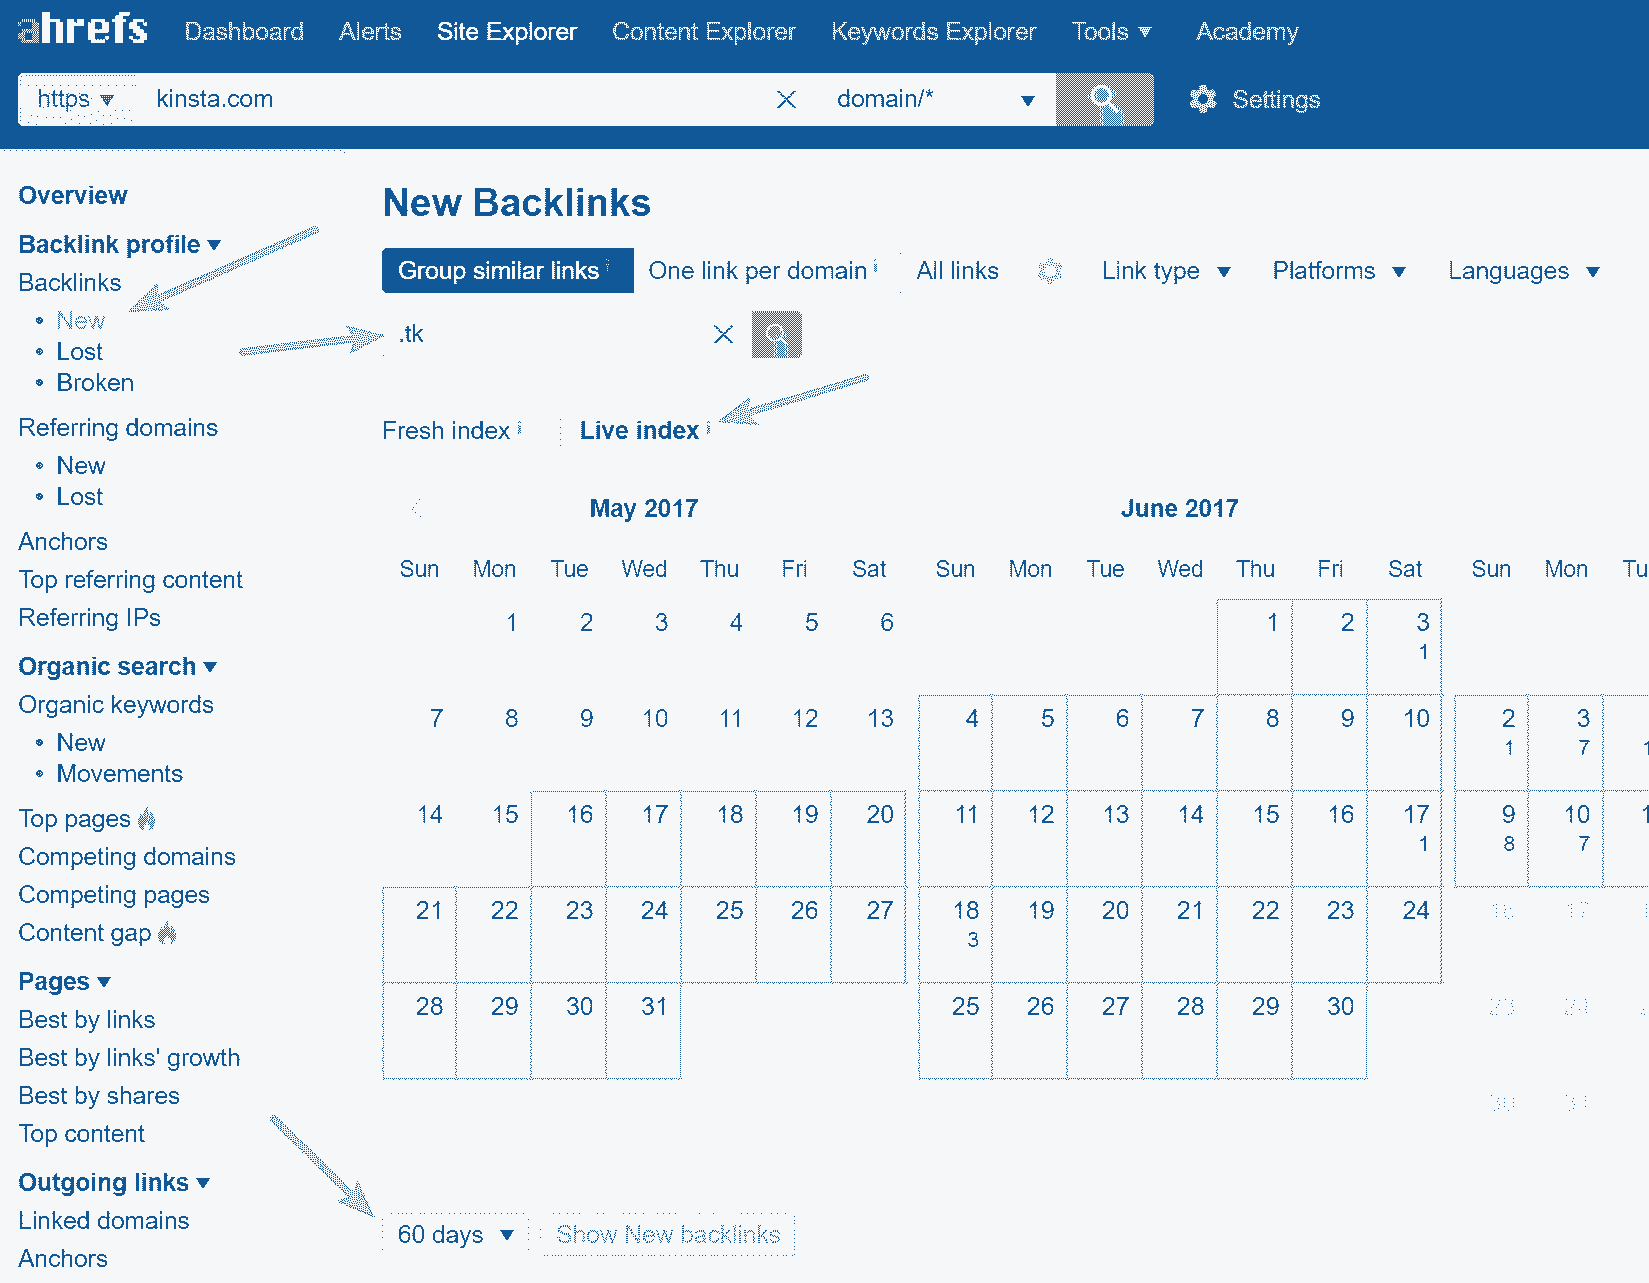 ahrefs Dashboard Alerts Site Explorer Content Explorer Keywords Explorer Tools Academy
https kinsta.com domain/* Settings
Overview
Backlink profile
Backlinks
New
Lost
Broken
Referring domains
New
Lost
Anchors
Top referring content
Referring IPs
Organic search
Organic keywords
New
Movements
Top pages
Competing domains
Competing pages
Content gap
Pages
Best by links
Best by links' growth
Best by shares
Top content
Outgoing links
Linked domains
Anchors
New Backlinks
Group similar links i One link per domain i All links Link type Platforms Languages
.tk
Fresh index i Live index i
May 2017
Sun Mon Tue Wed Thu Fri Sat
1 2 3 4 5 6
7 8 9 10 11 12 13
14 15 16 17 18 19 20
21 22 23 24 25 26 27
28 29 30 31
June 2017
Sun Mon Tue Wed Thu Fri Sat
1 2 3
1
4 5 6 7 8 9 10
11 12 13 14 15 16 17
1
18 19 20 21 22 23 24
3
25 26 27 28 29 30
Sun Mon Tu
2 3
1 7 1
9 10 1
8 7
16 17
23 24
30 31
60 days Show New backlinks